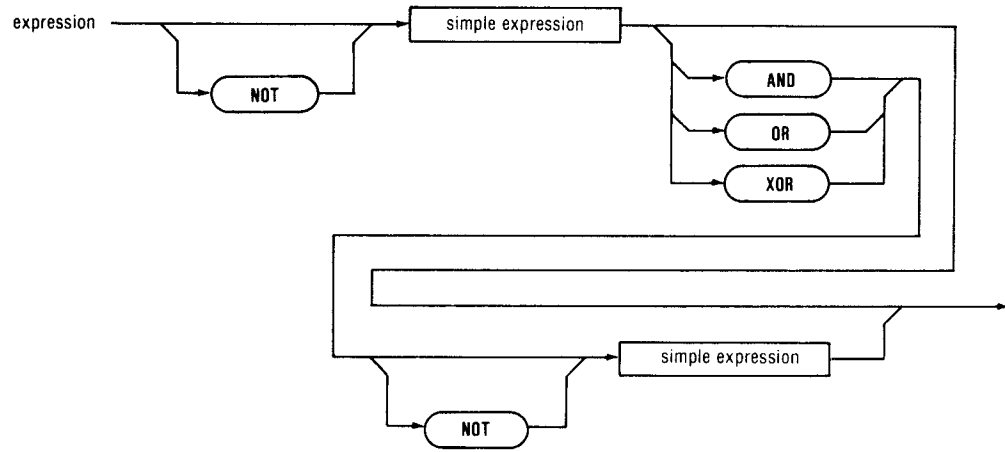 expression
simple expression
NOT
AND
OR
XOR
simple expression
NOT